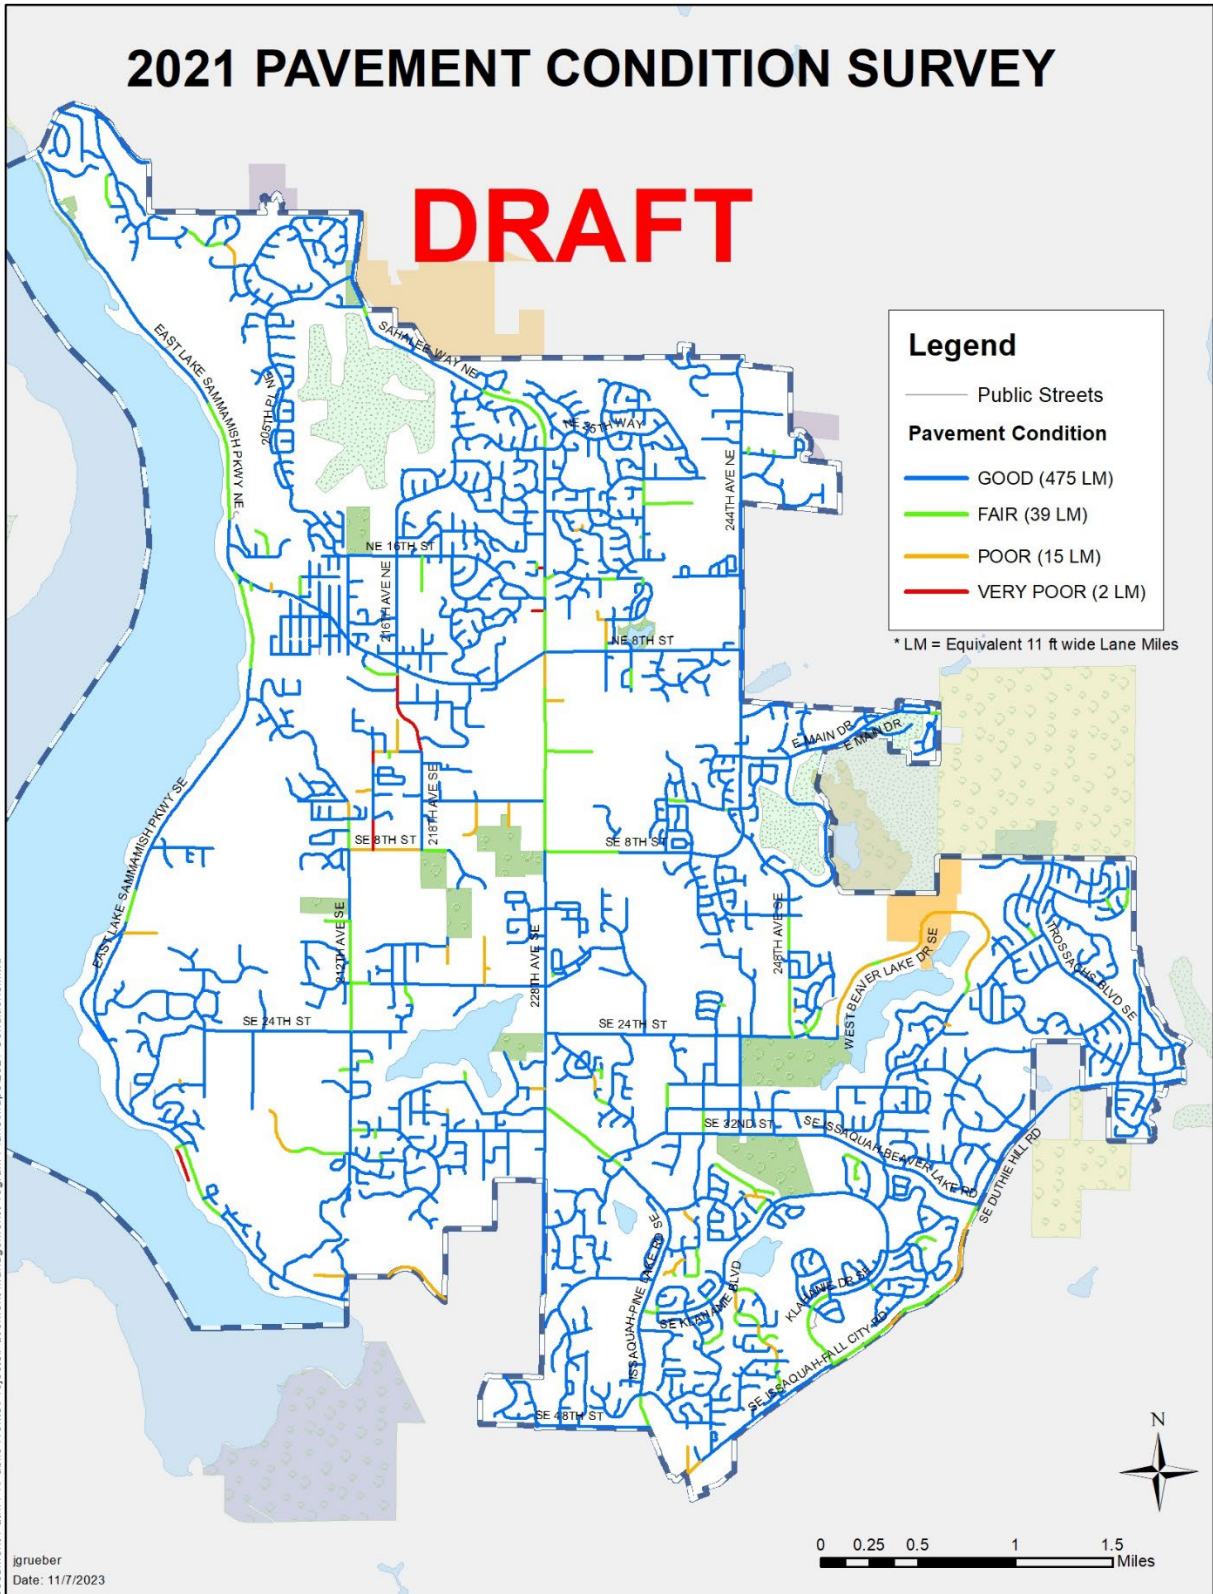 2021 PAVEMENT CONDITION SURVEY
DRAFT
Legend
Public Streets
Pavement Condition
GOOD (475 LM)
FAIR (39 LM)
POOR (15 LM)
VERY POOR (2 LM)
* LM = Equivalent 11 ft wide Lane Miles
EAST LAKE SAMMAMISH PKWY NE
SAHALEE WAY NE
205TH PL NE
NE 25TH WAY
244TH AVE NE
NE 16TH ST
216TH AVE NE
NE 8TH ST
E MAIN DR
E MAIN DR
EAST LAKE SAMMAMISH PKWY SE
218TH AVE SE
SE 8TH ST
SE 8TH ST
212TH AVE SE
228TH AVE SE
248TH AVE SE
WEST BEAVER LAKE DR SE
TROSSACHS BLVD SE
SE 24TH ST
SE 24TH ST
SE 32ND ST
SE ISSAQUAH-BEAVER LAKE RD
SE DUTHIE HILL RD
ISSAQUAH-PINE LAKE RD SE
SE KLAHANIE BLVD
KLAHANIE DR SE
SE ISSAQUAH-FALL CITY RD
SE 48TH ST
N
0 0.25 0.5 1 1.5
Miles
jgrueber
Date: 11/7/2023